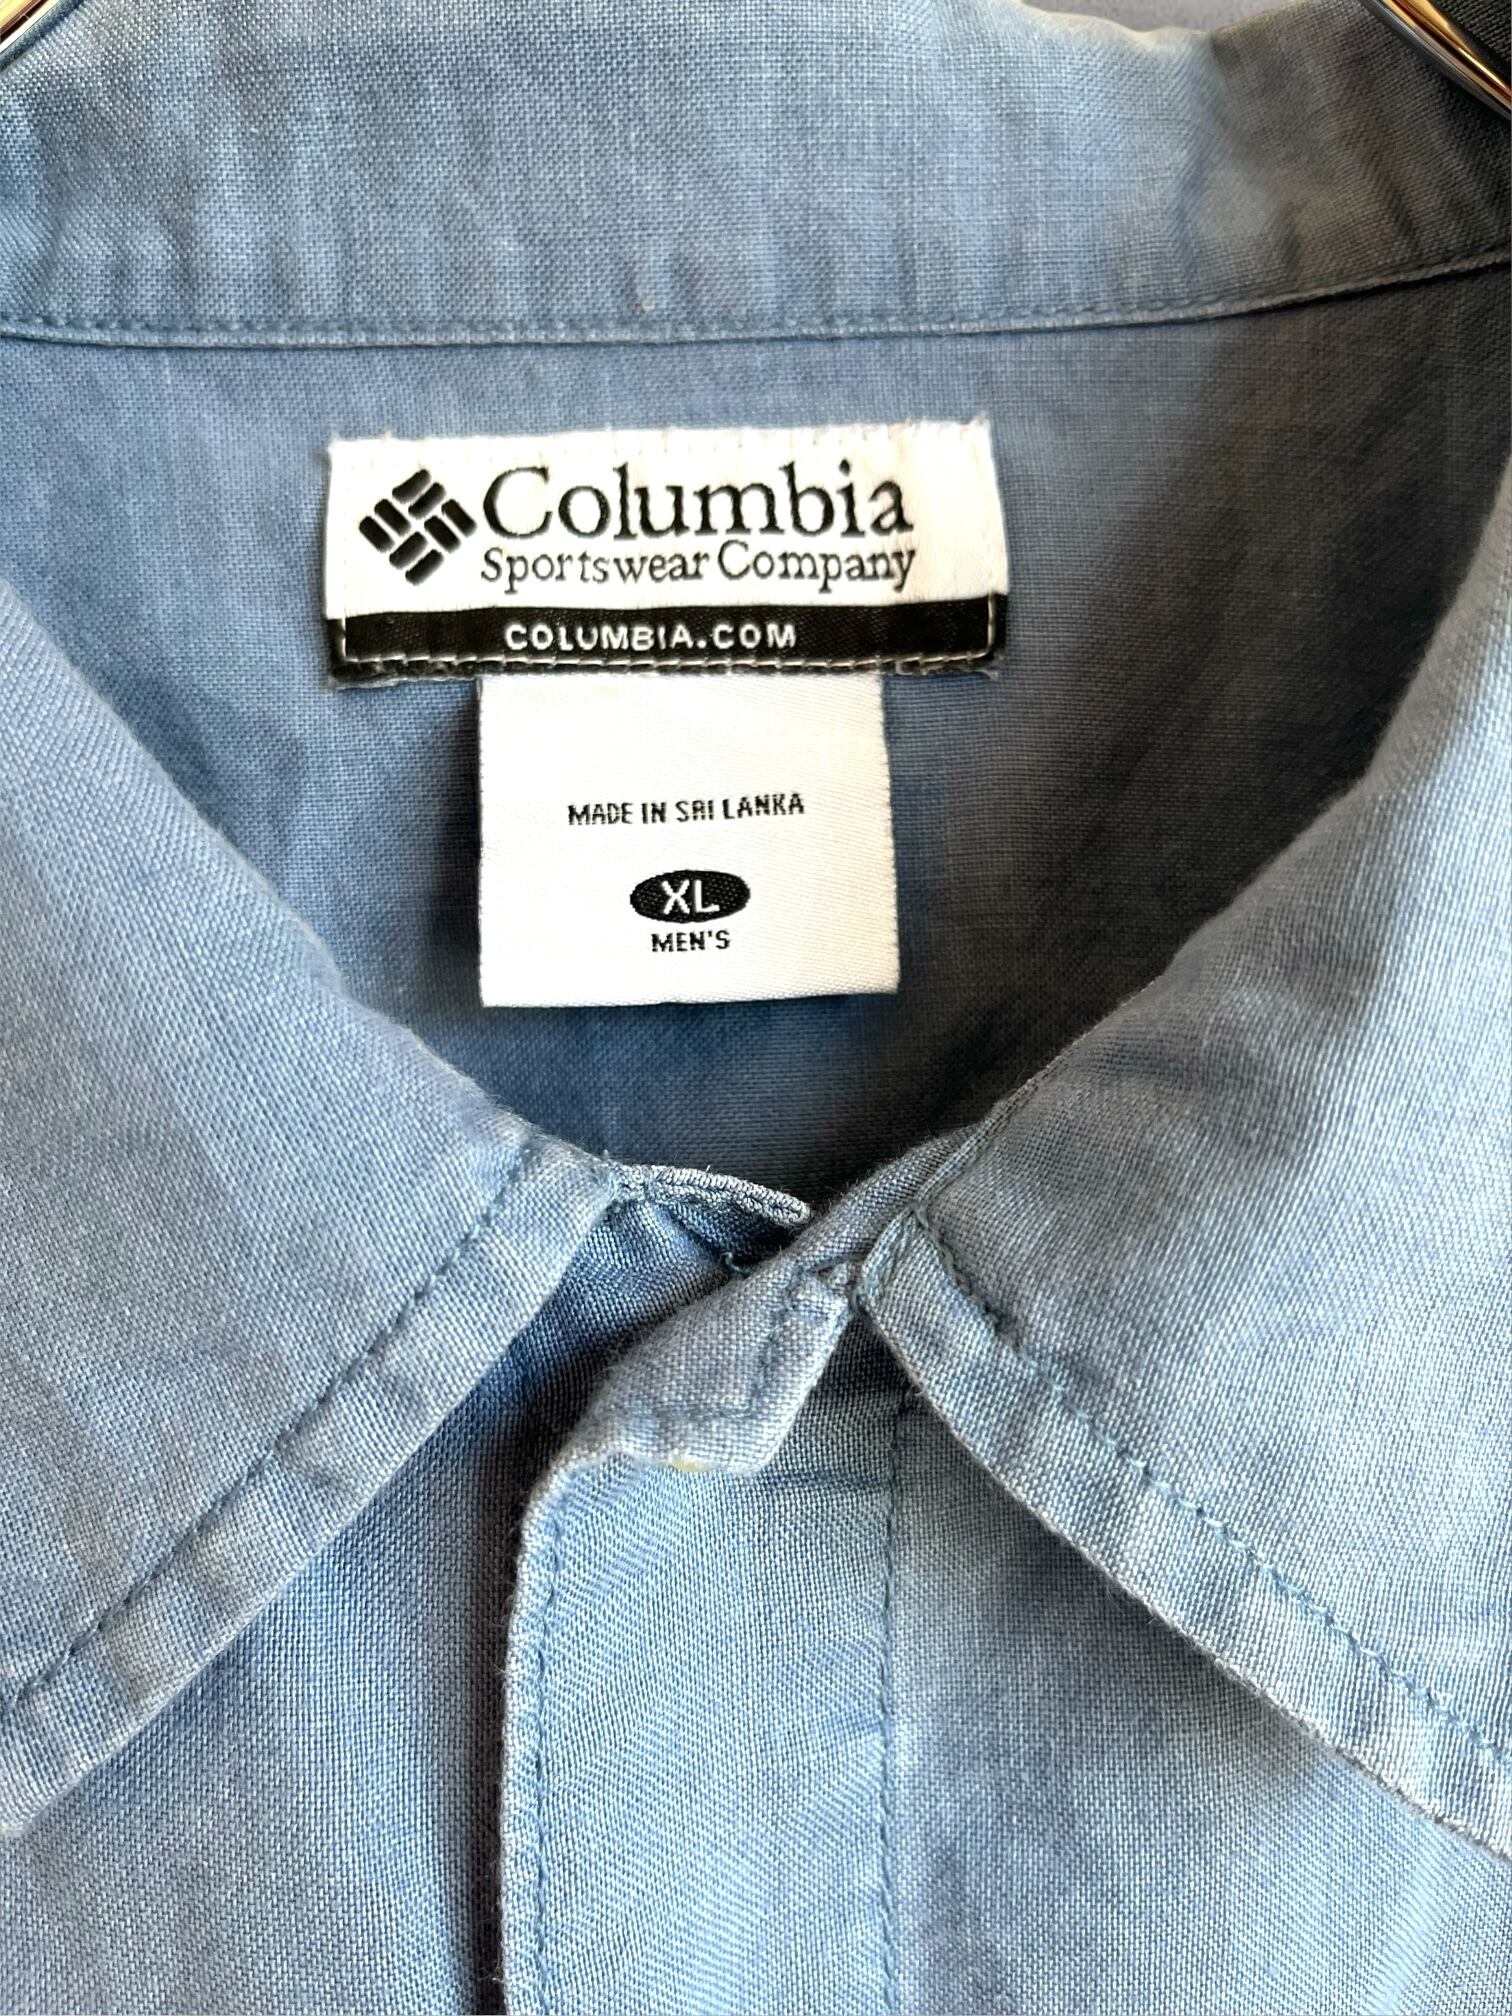 Columbia
Sportswear Company
COLUMBIA.COM
MADE IN SRI LANKA
XL
MEN'S